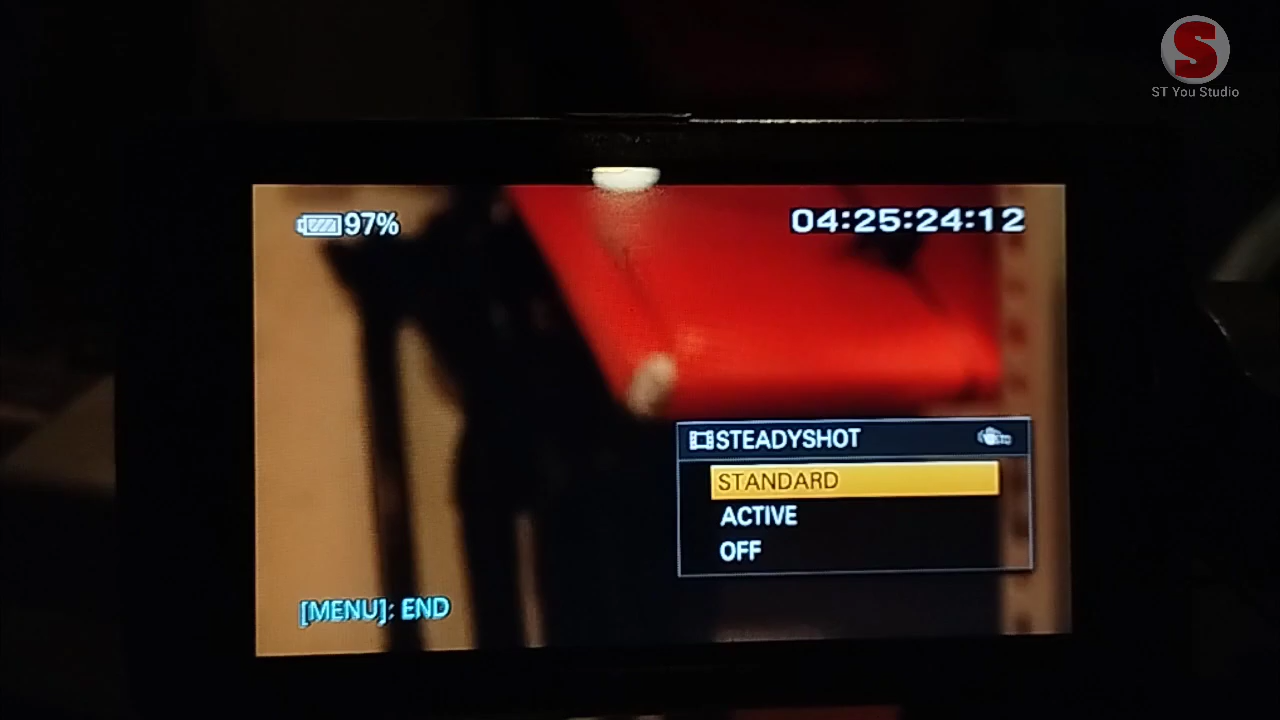 S
ST You Studio
97%
04:25:24:12
STEADYSHOT
STANDARD
ACTIVE
OFF
[MENU]: END